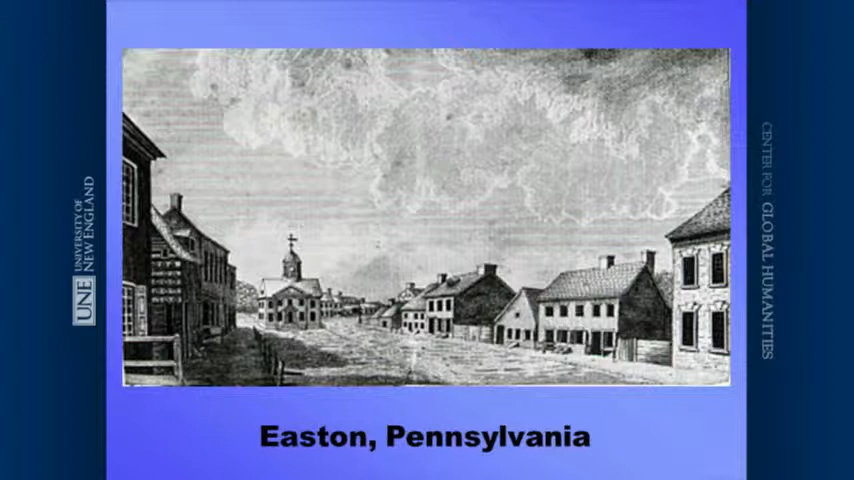 UNE UNIVERSITY OF
NEW ENGLAND
Easton, Pennsylvania
CENTER FOR GLOBAL HUMANITIES